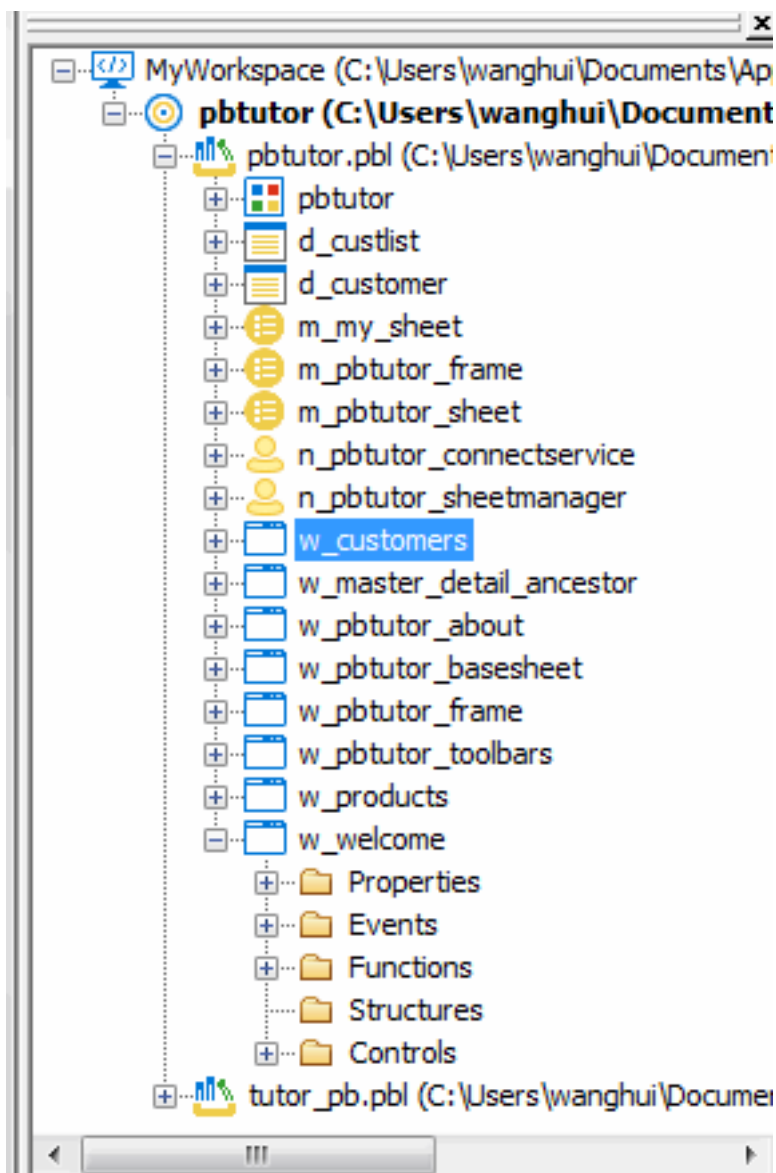 MyWorkspace (C:\Users\wanghui\Documents\Ap
pbtutor (C:\Users\wanghui\Document
pbtutor.pbl (C:\Users\wanghui\Document
pbtutor
d_custlist
d_customer
m_my_sheet
m_pbtutor_frame
m_pbtutor_sheet
n_pbtutor_connectservice
n_pbtutor_sheetmanager
w_customers
w_master_detail_ancestor
w_pbtutor_about
w_pbtutor_basesheet
w_pbtutor_frame
w_pbtutor_toolbars
w_products
w_welcome
Properties
Events
Functions
Structures
Controls
tutor_pb.pbl (C:\Users\wanghui\Documen